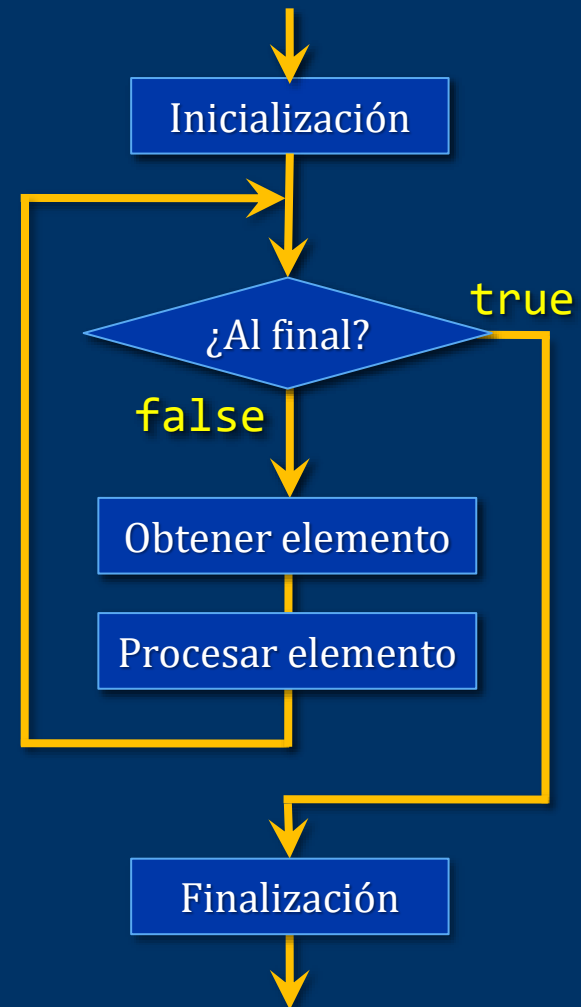 Inicialización
¿Al final?
true
false
Obtener elemento
Procesar elemento
Finalización